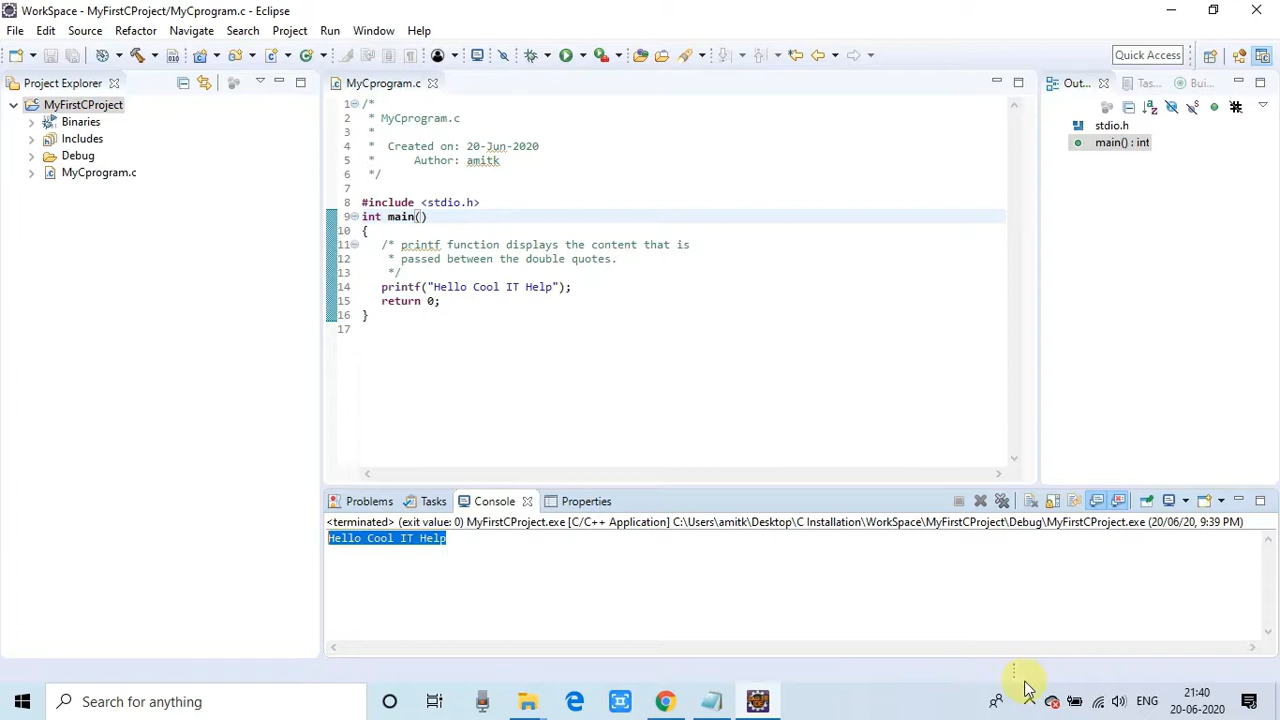 WorkSpace - MyFirstCProject/MyCprogram.c - Eclipse
File Edit Source Refactor Navigate Search Project Run Window Help
Quick Access
Project Explorer
MyFirstCProject
Binaries
Includes
Debug
MyCprogram.c
MyCprogram.c
1 /*
2 * MyCprogram.c
3 *
4 * Created on: 20-Jun-2020
5 * Author: amitk
6 */
7
8 #include <stdio.h>
9 int main()
10 {
11 /* printf function displays the content that is
12 * passed between the double quotes.
13 */
14 printf("Hello Cool IT Help");
15 return 0;
16 }
17
Out... Tas... Bui...
stdio.h
main() : int
Problems Tasks Console Properties
<terminated> (exit value: 0) MyFirstCProject.exe [C/C++ Application] C:\Users\amitk\Desktop\C Installation\WorkSpace\MyFirstCProject\Debug\MyFirstCProject.exe (20/06/20, 9:39 PM)
Hello Cool IT Help
Search for anything
ENG
21:40
20-06-2020